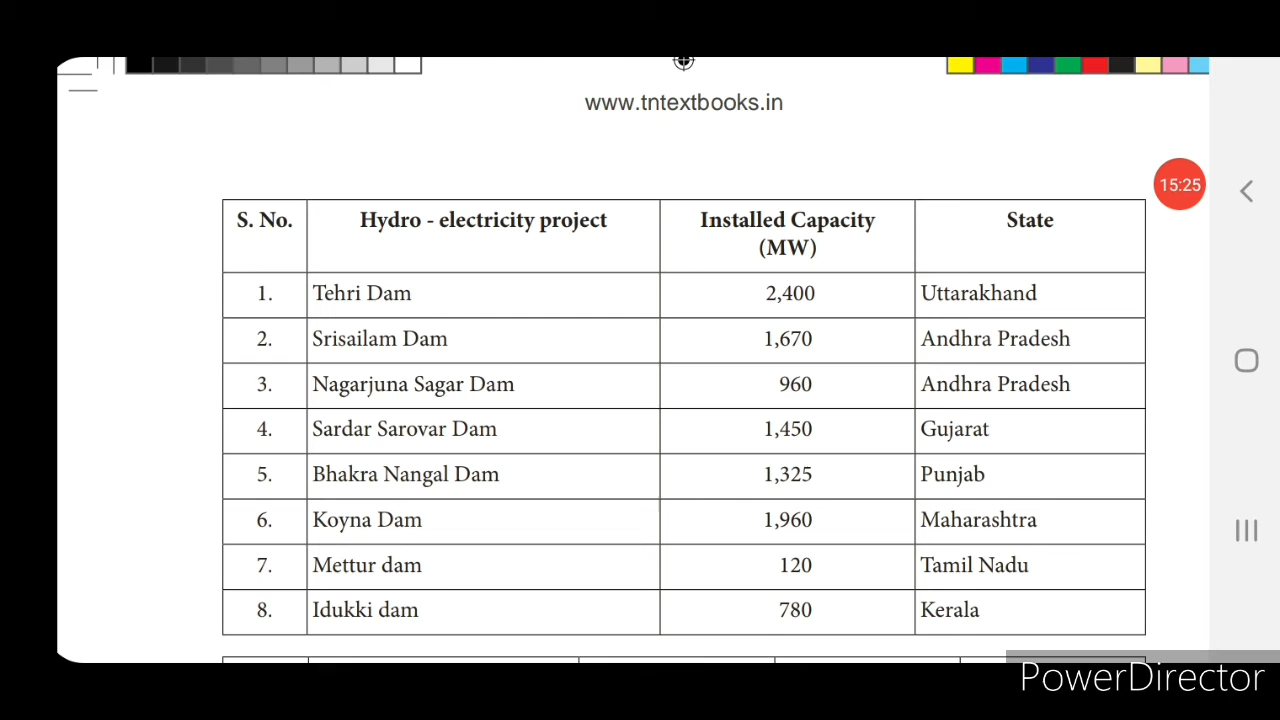 www.tntextbooks.in
15:25
S. No. Hydro - electricity project Installed Capacity (MW) State
1. Tehri Dam 2,400 Uttarakhand
2. Srisailam Dam 1,670 Andhra Pradesh
3. Nagarjuna Sagar Dam 960 Andhra Pradesh
4. Sardar Sarovar Dam 1,450 Gujarat
5. Bhakra Nangal Dam 1,325 Punjab
6. Koyna Dam 1,960 Maharashtra
7. Mettur dam 120 Tamil Nadu
8. Idukki dam 780 Kerala
PowerDirector